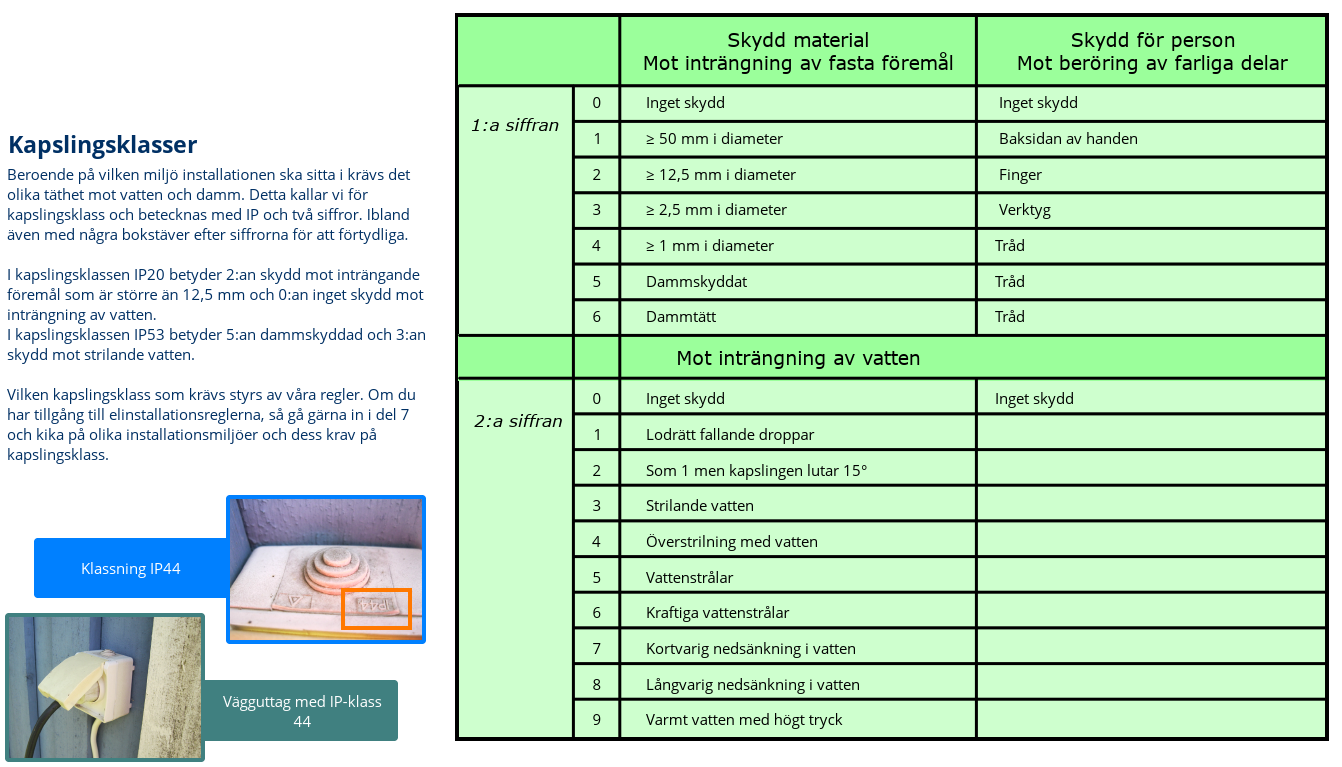 Kapslingsklasser
Beroende på vilken miljö installationen ska sitta i krävs det
olika täthet mot vatten och damm. Detta kallar vi för
kapslingsklass och betecknas med IP och två siffror. Ibland
även med några bokstäver efter siffrorna för att förtydliga.
I kapslingsklassen IP20 betyder 2:an skydd mot inträngande
föremål som är större än 12,5 mm och 0:an inget skydd mot
inträngning av vatten.
I kapslingsklassen IP53 betyder 5:an dammskyddad och 3:an
skydd mot strilande vatten.
Vilken kapslingsklass som krävs styrs av våra regler. Om du
har tillgång till elinstallationsreglerna, så gå gärna in i del 7
och kika på olika installationsmiljöer och dess krav på
kapslingsklass.
Klassning IP44
IP44
Vägguttag med IP-klass
44
Skydd material
Mot inträngning av fasta föremål
Skydd för person
Mot beröring av farliga delar
1:a siffran
0 Inget skydd Inget skydd
1 ≥ 50 mm i diameter Baksidan av handen
2 ≥ 12,5 mm i diameter Finger
3 ≥ 2,5 mm i diameter Verktyg
4 ≥ 1 mm i diameter Tråd
5 Dammskyddat Tråd
6 Dammtätt Tråd
Mot inträngning av vatten
2:a siffran
0 Inget skydd Inget skydd
1 Lodrätt fallande droppar
2 Som 1 men kapslingen lutar 15°
3 Strilande vatten
4 Överstrilning med vatten
5 Vattenstrålar
6 Kraftiga vattenstrålar
7 Kortvarig nedsänkning i vatten
8 Långvarig nedsänkning i vatten
9 Varmt vatten med högt tryck